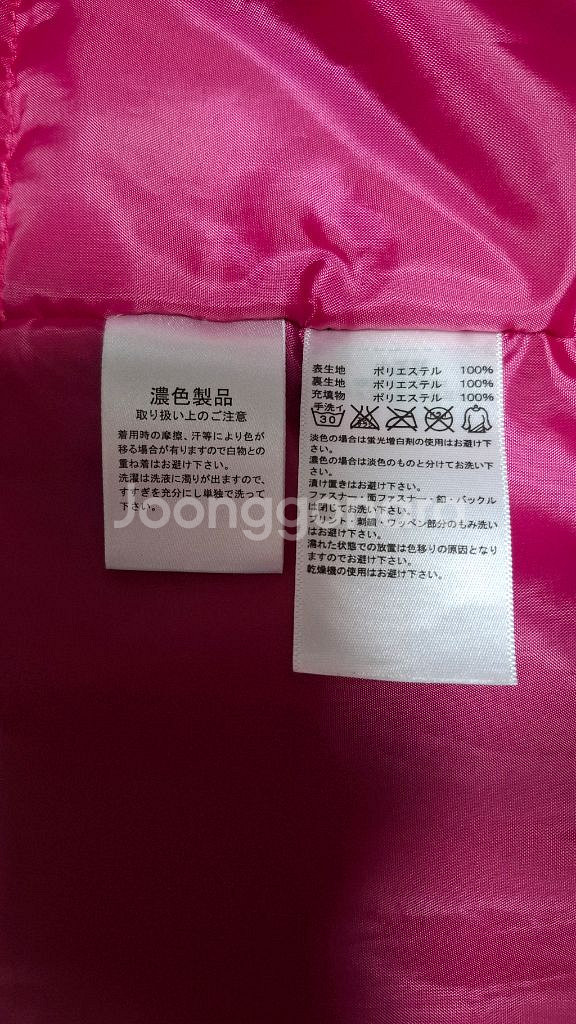 濃色製品
取り扱い上のご注意
着用時の摩擦、汗等により色が
移る場合が有りますので白物との
重ね着はお避け下さい。
洗濯は洗液に濁りが出ますので、
すすぎを充分にし単独で洗って
下さい。
表生地 ポリエステル 100%
裏生地 ポリエステル 100%
充填物 ポリエステル 100%
手洗イ
30
淡色の場合は蛍光増白剤の使用はお避け下
さい。
濃色の場合は淡色のものと分けてお洗い下
さい。
漬け置きはお避け下さい。
ファスナー・面ファスナー・釦・バックル
は閉じてお洗い下さい。
プリント・刺繍・ワッペン部分のもみ洗い
はお避け下さい。
濡れた状態での放置は色移りの原因となり
ますのでお避け下さい。
乾燥機の使用はお避け下さい。
Joonggonara